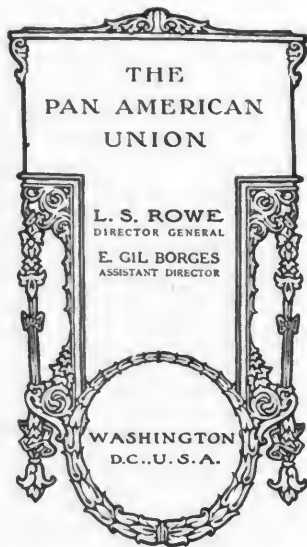 THE
PAN AMERICAN
UNION
L. S. ROWE
DIRECTOR GENERAL
E. GIL BORGES
ASSISTANT DIRECTOR
WASHINGTON
D.C., U. S. A.